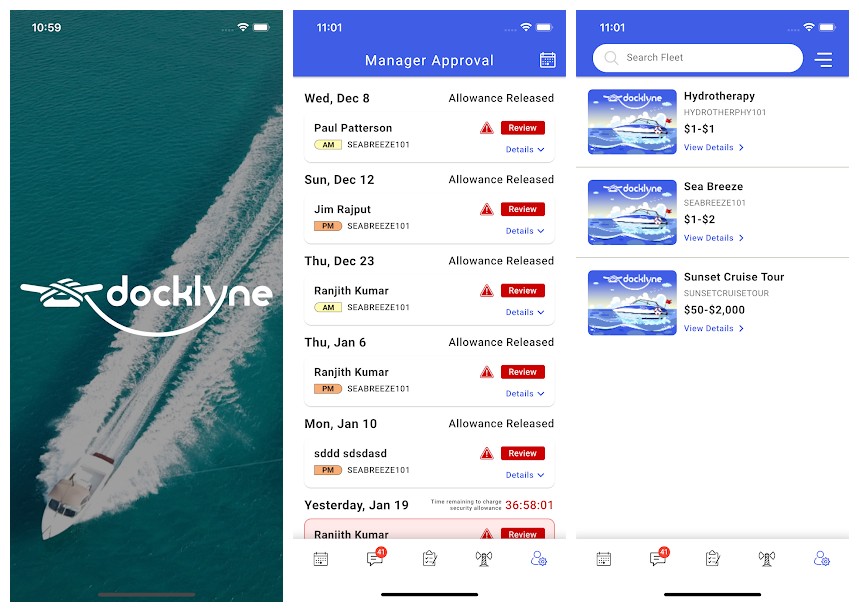 10:59
docklyne
11:01
Manager Approval
Wed, Dec 8 Allowance Released
Paul Patterson Review
AM SEABREEZE101
Details
Sun, Dec 12 Allowance Released
Jim Rajput Review
PM SEABREEZE101
Details
Thu, Dec 23 Allowance Released
Ranjith Kumar Review
AM SEABREEZE101
Details
Thu, Jan 6 Allowance Released
Ranjith Kumar Review
PM SEABREEZE101
Details
Mon, Jan 10 Allowance Released
sddd sdsdasd Review
PM SEABREEZE101
Details
Yesterday, Jan 19 Time remaining to charge
security allowance 36:58:01
Ranjith Kumar Review
41
11:01
Search Fleet
docklyne
Hydrotherapy
HYDROTHERPHY101
$1-$1
View Details
docklyne
Sea Breeze
SEABREEZE101
$1-$2
View Details
docklyne
Sunset Cruise Tour
SUNSETCRUISETOUR
$50-$2,000
View Details
41